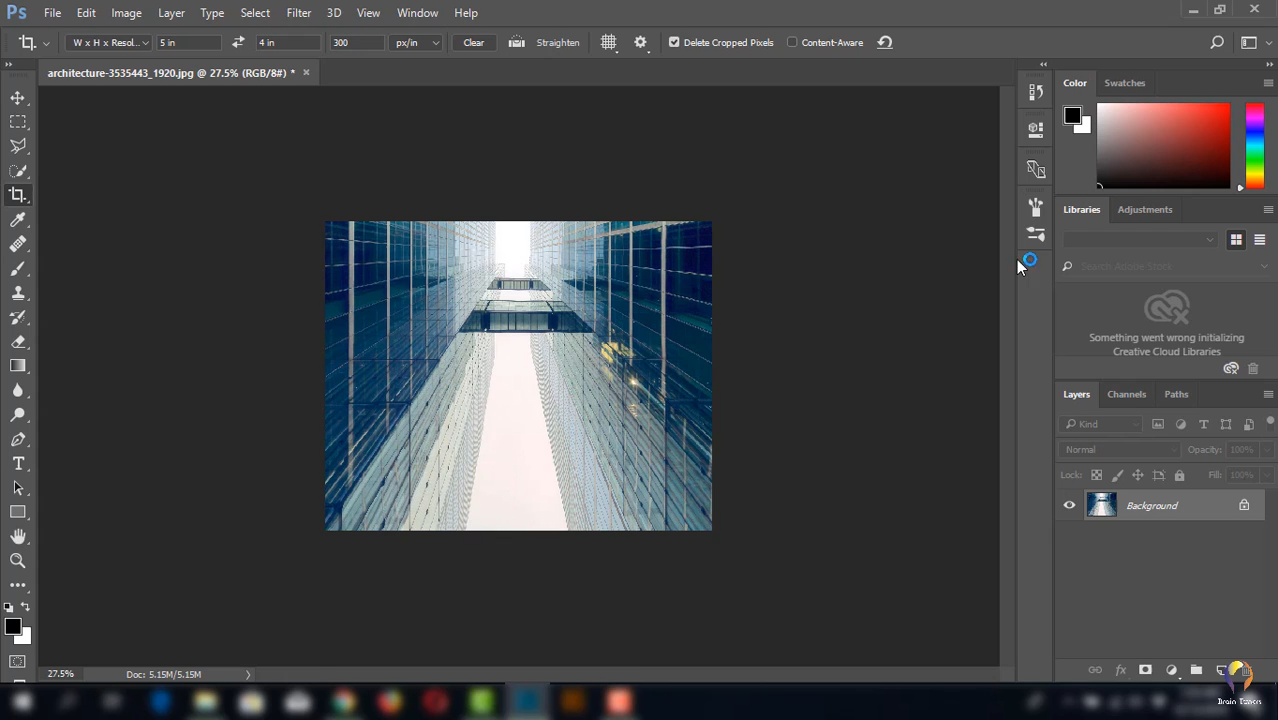 Ps File Edit Image Layer Type Select Filter 3D View Window Help
W x H x Resol... 5 in 4 in 300 px/in Clear Straighten Delete Cropped Pixels Content-Aware
architecture-3535443_1920.jpg @ 27.5% (RGB/8#) * ×
Color Swatches
Libraries Adjustments
Search Adobe Stock
Something went wrong initializing
Creative Cloud Libraries
Layers Channels Paths
Kind
Normal Opacity: 100%
Lock: Fill: 100%
Background
27.5% Doc: 5.15M/5.15M